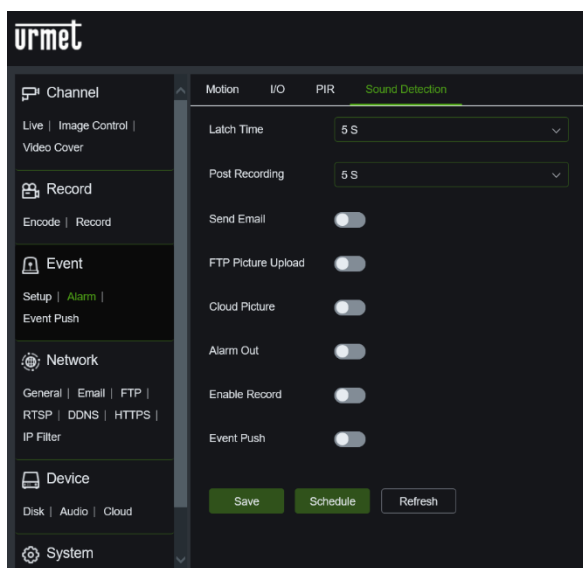 urmet
Channel
Live | Image Control |
Video Cover
Record
Encode | Record
Event
Setup | Alarm |
Event Push
Network
General | Email | FTP |
RTSP | DDNS | HTTPS |
IP Filter
Device
Disk | Audio | Cloud
System
Motion I/O PIR Sound Detection
Latch Time 5 S
Post Recording 5 S
Send Email
FTP Picture Upload
Cloud Picture
Alarm Out
Enable Record
Event Push
Save Schedule Refresh